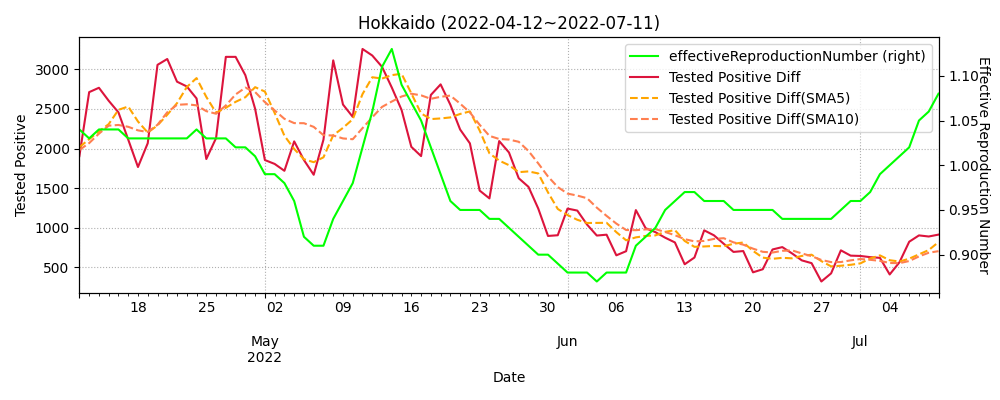 Hokkaido (2022-04-12~2022-07-11)
effectiveReproductionNumber (right)
Tested Positive Diff
Tested Positive Diff(SMA5)
Tested Positive Diff(SMA10)
Tested Positive
3000
2500
2000
1500
1000
500
1.10
1.05
1.00
0.95
0.90
Effective Reproduction Number
18 25 02 09 16 23 30 06 13 20 27 04
May Jun Jul
2022
Date